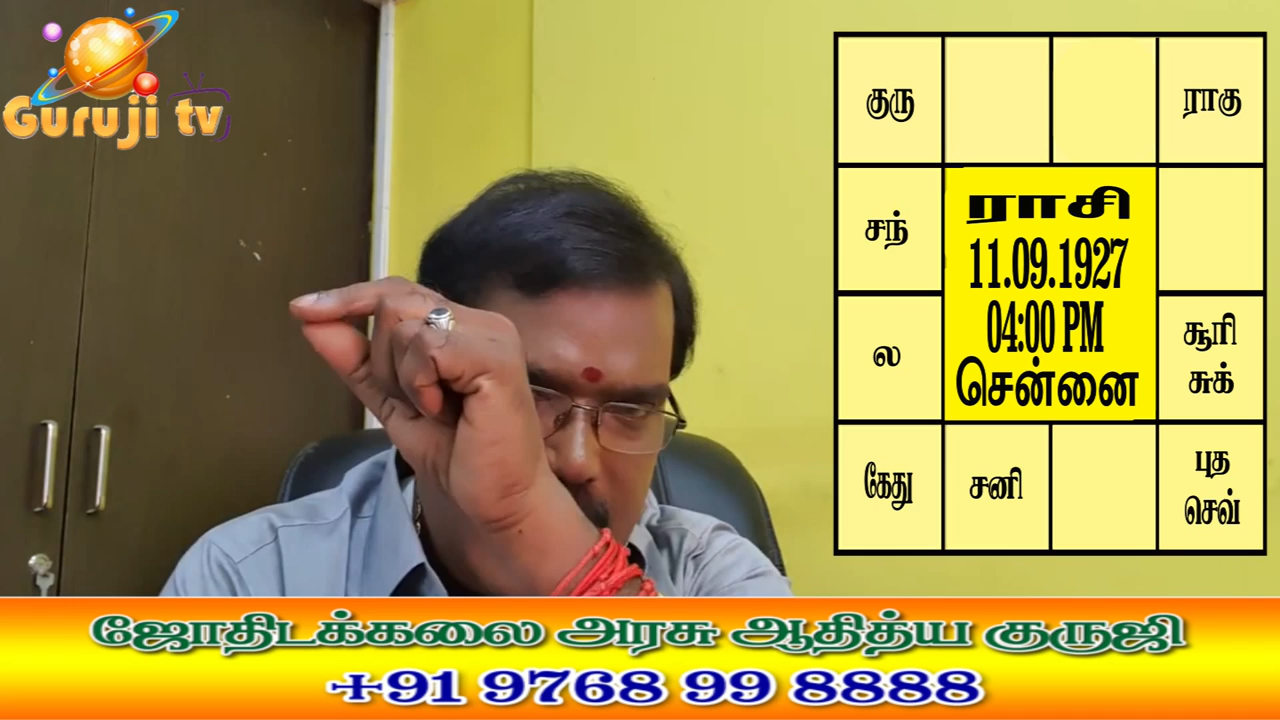 Guruji tv
குரு
ராகு
சந்
ராசி
11.09.1927
04:00 PM
சென்னை
ல
சூரி
சுக்
கேது
சனி
புத
செவ்
ஜோதிடக்கலை அரசு ஆதித்ய குருஜி
+91 9768 99 8888